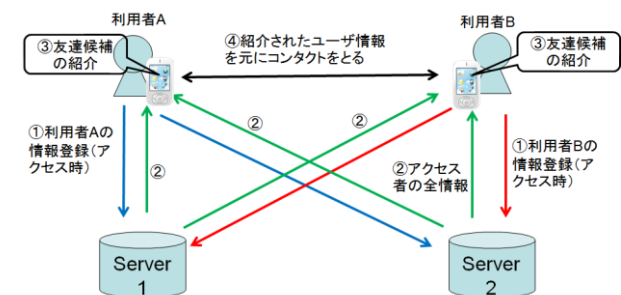 利用者A
利用者B
③友達候補
の紹介
④紹介されたユーザ情報
を元にコンタクトをとる
③友達候補
の紹介
①利用者Aの
情報登録(ア
クセス時)
②
②
②
②アクセス
者の全情報
①利用者Bの
情報登録(ア
クセス時)
Server
1
Server
2